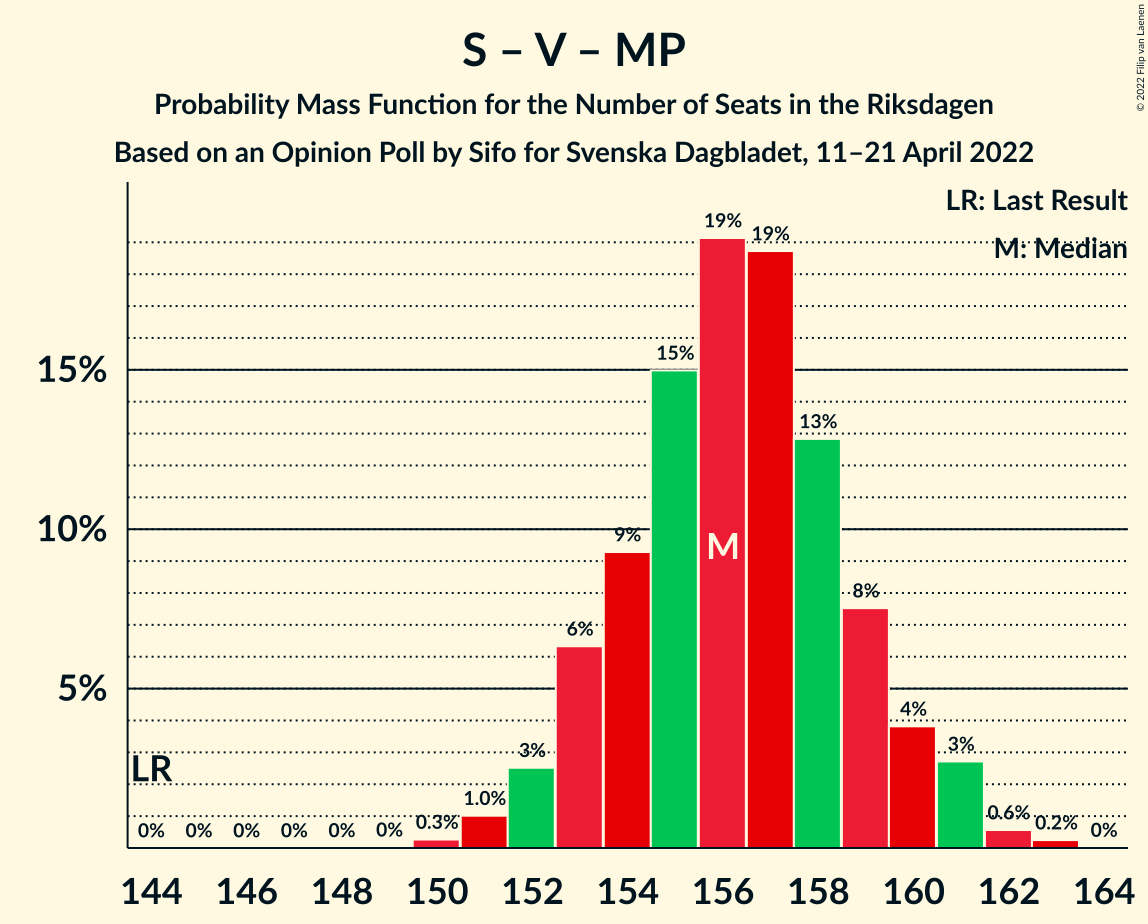 S – V – MP
Probability Mass Function for the Number of Seats in the Riksdagen
Based on an Opinion Poll by Sifo for Svenska Dagbladet, 11–21 April 2022
© 2022 Filip van Laenen
LR: Last Result
M: Median
15%
10%
5%
LR
M
0%
0%
0%
0%
0%
0%
0.3%
1.0%
3%
6%
9%
15%
19%
19%
13%
8%
4%
3%
0.6%
0.2%
0%
144 146 148 150 152 154 156 158 160 162 164